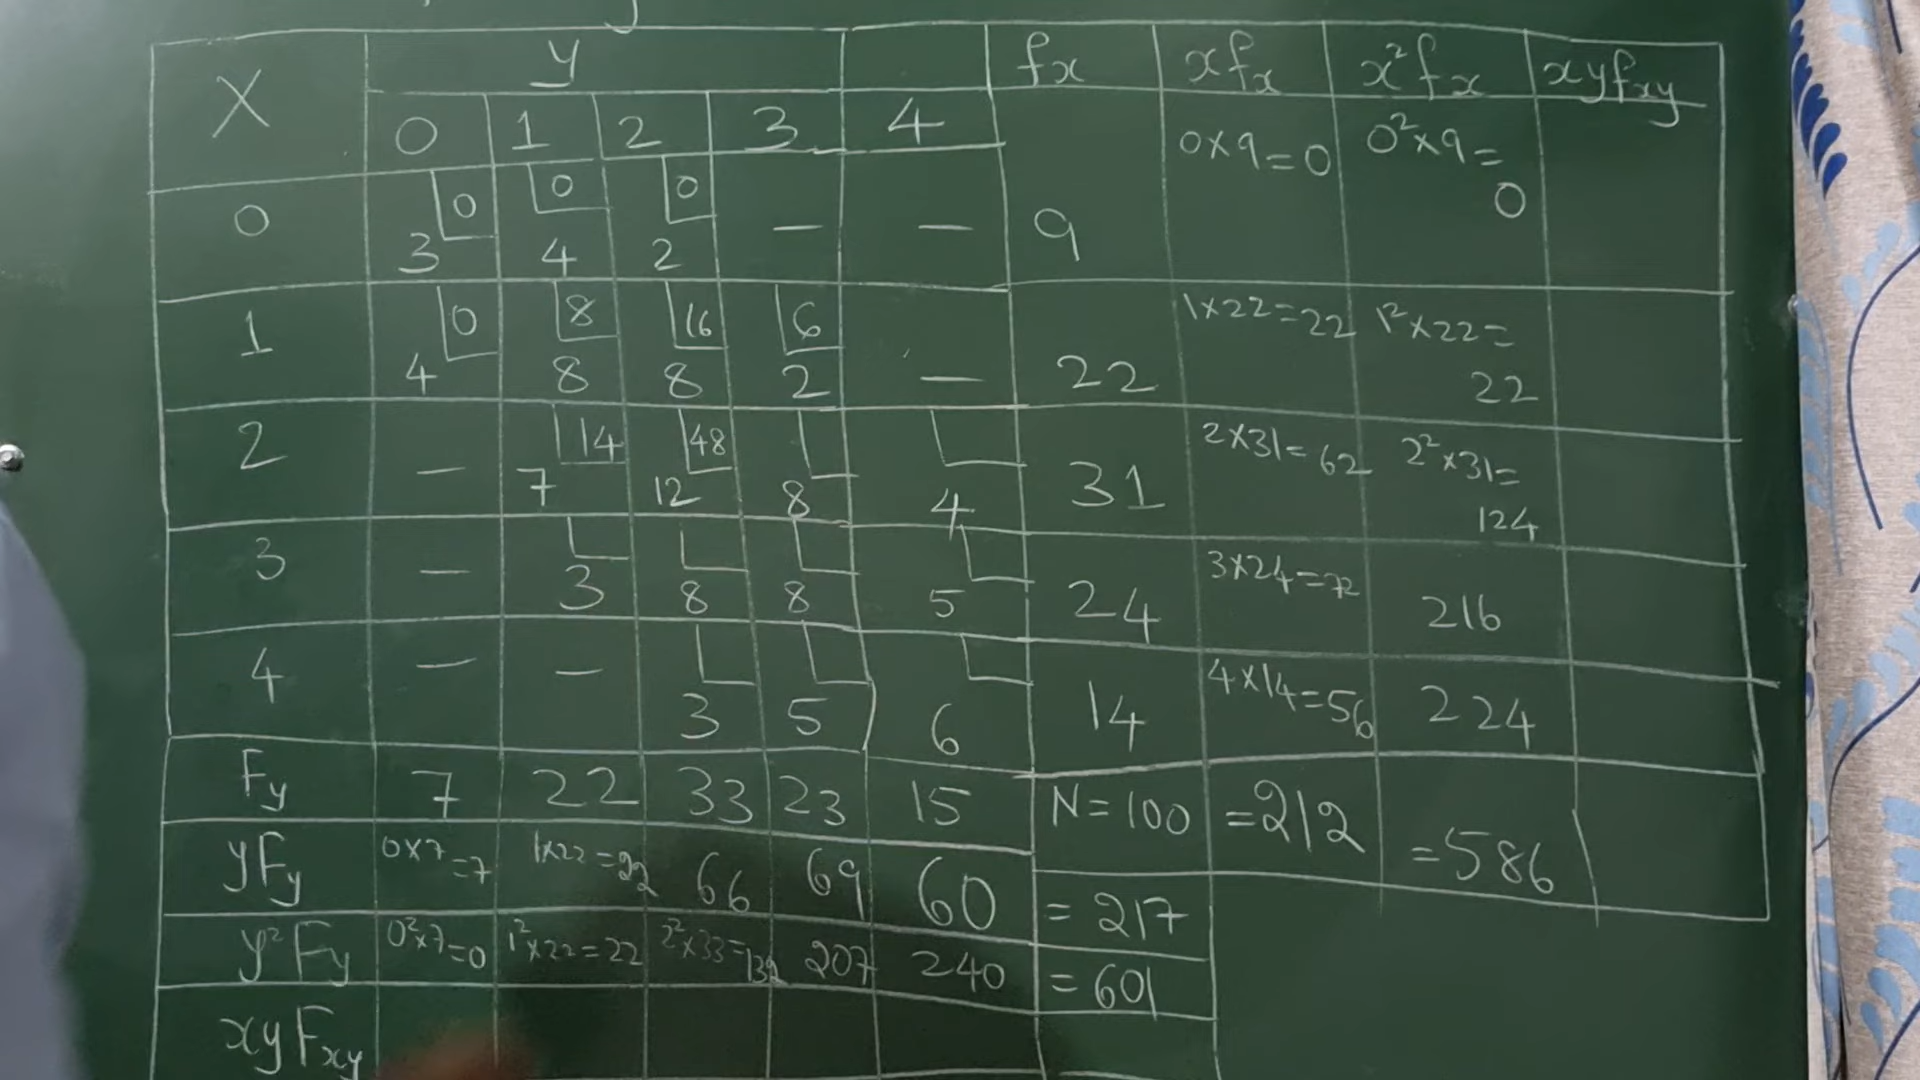 X y fx xfx x²fx xyfxy
0 1 2 3 4
0×9=0 0²×9=
0
0 0 0
0 3 4 2 — — 9
0 8 16 6
1×22=22 1²×22=
1 4 8 8 2 — 22 22
14 48
2×31=62 2²×31=
2 — 7 12 8 4 31 124
3×24=72
3 — 3 8 8 5 24 216
4×14=56
4 — — 3 5 6 14 224
Fy 7 22 33 23 15 N=100 =212 =586
yFy 0×7=7 1×22=22 66 69 60 = 217
y²Fy 0²×7=0 1²×22=22 2²×33=132 207 240 = 601
xyFxy